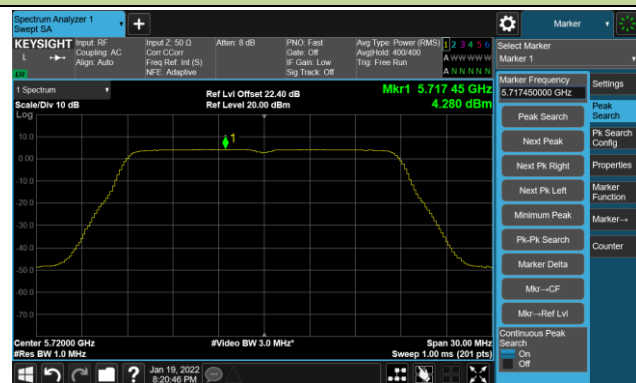 Spectrum Analyzer 1
Swept SA
Marker
KEYSIGHT
L
Input: RF
Coupling: AC
Align: Auto
Input Z: 50 Ω
Corr CCorr
Freq Ref: Int (S)
NFE: Adaptive
Atten: 8 dB
PNO: Fast
Gate: Off
IF Gain: Low
Sig Track: Off
Avg Type: Power (RMS)
Avg|Hold: 400/400
Trig: Free Run
1 2 3 4 5 6
A W W W W W
A N N N N N
Select Marker
Marker 1
1 Spectrum
Scale/Div 10 dB
Log
Ref Lvl Offset 22.40 dB
Ref Level 20.00 dBm
Mkr1 5.717 45 GHz
4.280 dBm
Marker Frequency
5.717450000 GHz
Settings
Peak Search
Next Peak
Next Pk Right
Next Pk Left
Minimum Peak
Pk-Pk Search
Marker Delta
Mkr→CF
Mkr→Ref Lvl
Continuous Peak
Search
On
Off
Peak
Search
Pk Search
Config
Properties
Marker
Function
Marker→
Counter
1
10.0
0.00
-10.0
-20.0
-30.0
-40.0
-50.0
-60.0
-70.0
Center 5.72000 GHz
#Res BW 1.0 MHz
#Video BW 3.0 MHz*
Span 30.00 MHz
Sweep 1.00 ms (201 pts)
Jan 19, 2022
8:20:46 PM